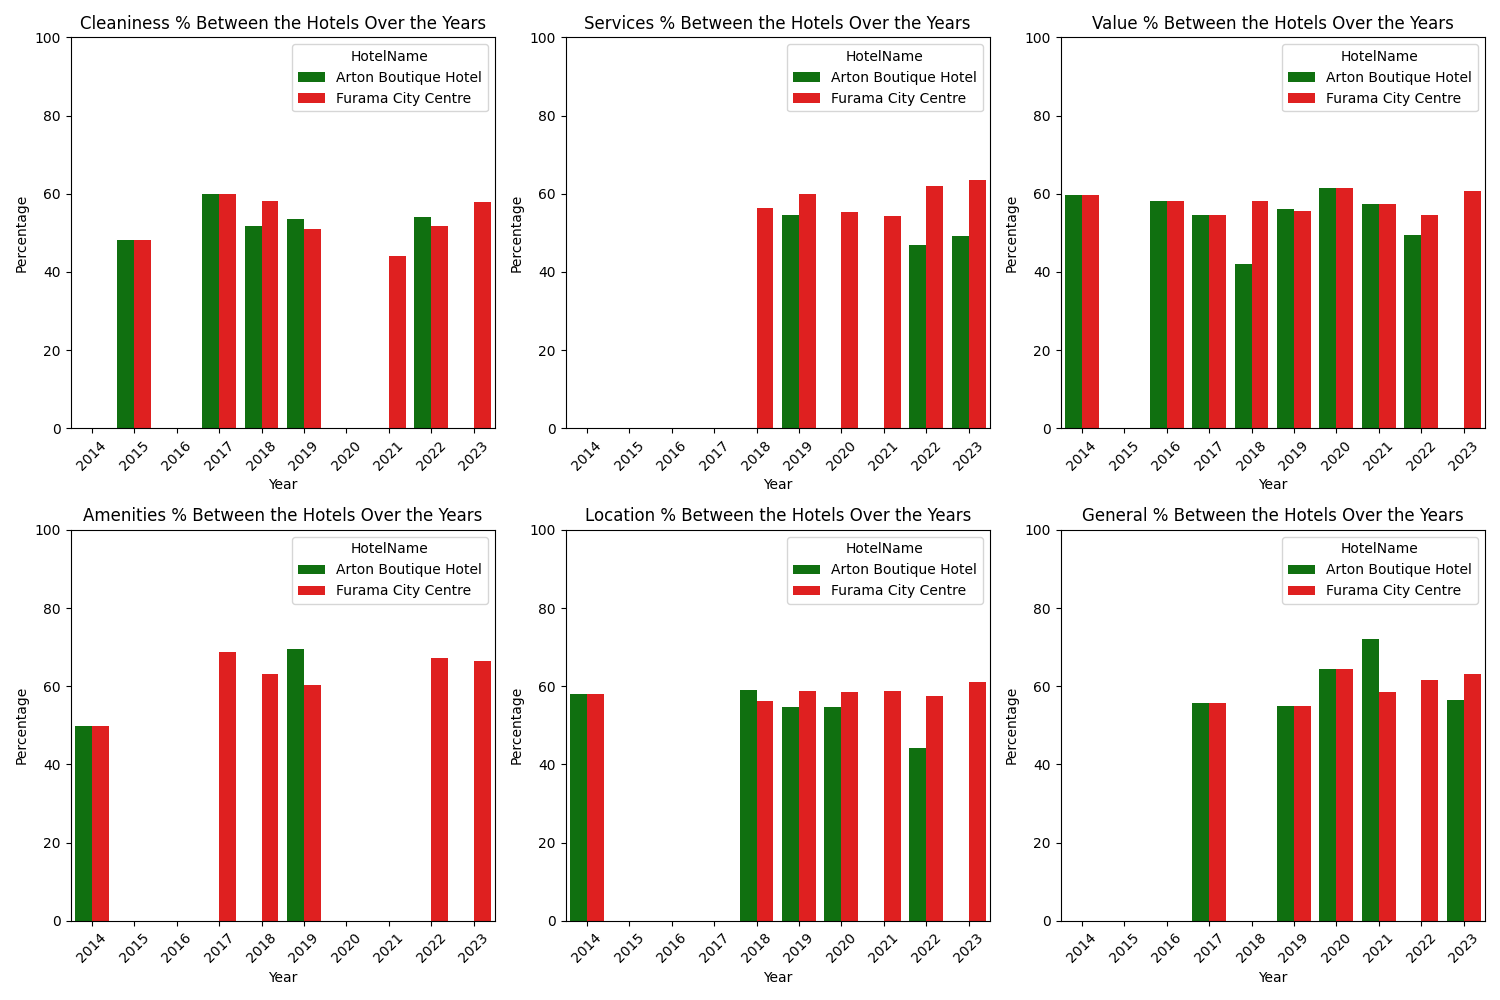 Cleaniness % Between the Hotels Over the Years
100
80
60
40
20
0
Percentage
HotelName
Arton Boutique Hotel
Furama City Centre
2014
2015
2016
2017
2018
2019
2020
2021
2022
2023
Year
Services % Between the Hotels Over the Years
100
80
60
40
20
0
Percentage
HotelName
Arton Boutique Hotel
Furama City Centre
2014
2015
2016
2017
2018
2019
2020
2021
2022
2023
Year
Value % Between the Hotels Over the Years
100
80
60
40
20
0
Percentage
HotelName
Arton Boutique Hotel
Furama City Centre
2014
2015
2016
2017
2018
2019
2020
2021
2022
2023
Year
Amenities % Between the Hotels Over the Years
100
80
60
40
20
0
Percentage
HotelName
Arton Boutique Hotel
Furama City Centre
2014
2015
2016
2017
2018
2019
2020
2021
2022
2023
Year
Location % Between the Hotels Over the Years
100
80
60
40
20
0
Percentage
HotelName
Arton Boutique Hotel
Furama City Centre
2014
2015
2016
2017
2018
2019
2020
2021
2022
2023
Year
General % Between the Hotels Over the Years
100
80
60
40
20
0
Percentage
HotelName
Arton Boutique Hotel
Furama City Centre
2014
2015
2016
2017
2018
2019
2020
2021
2022
2023
Year